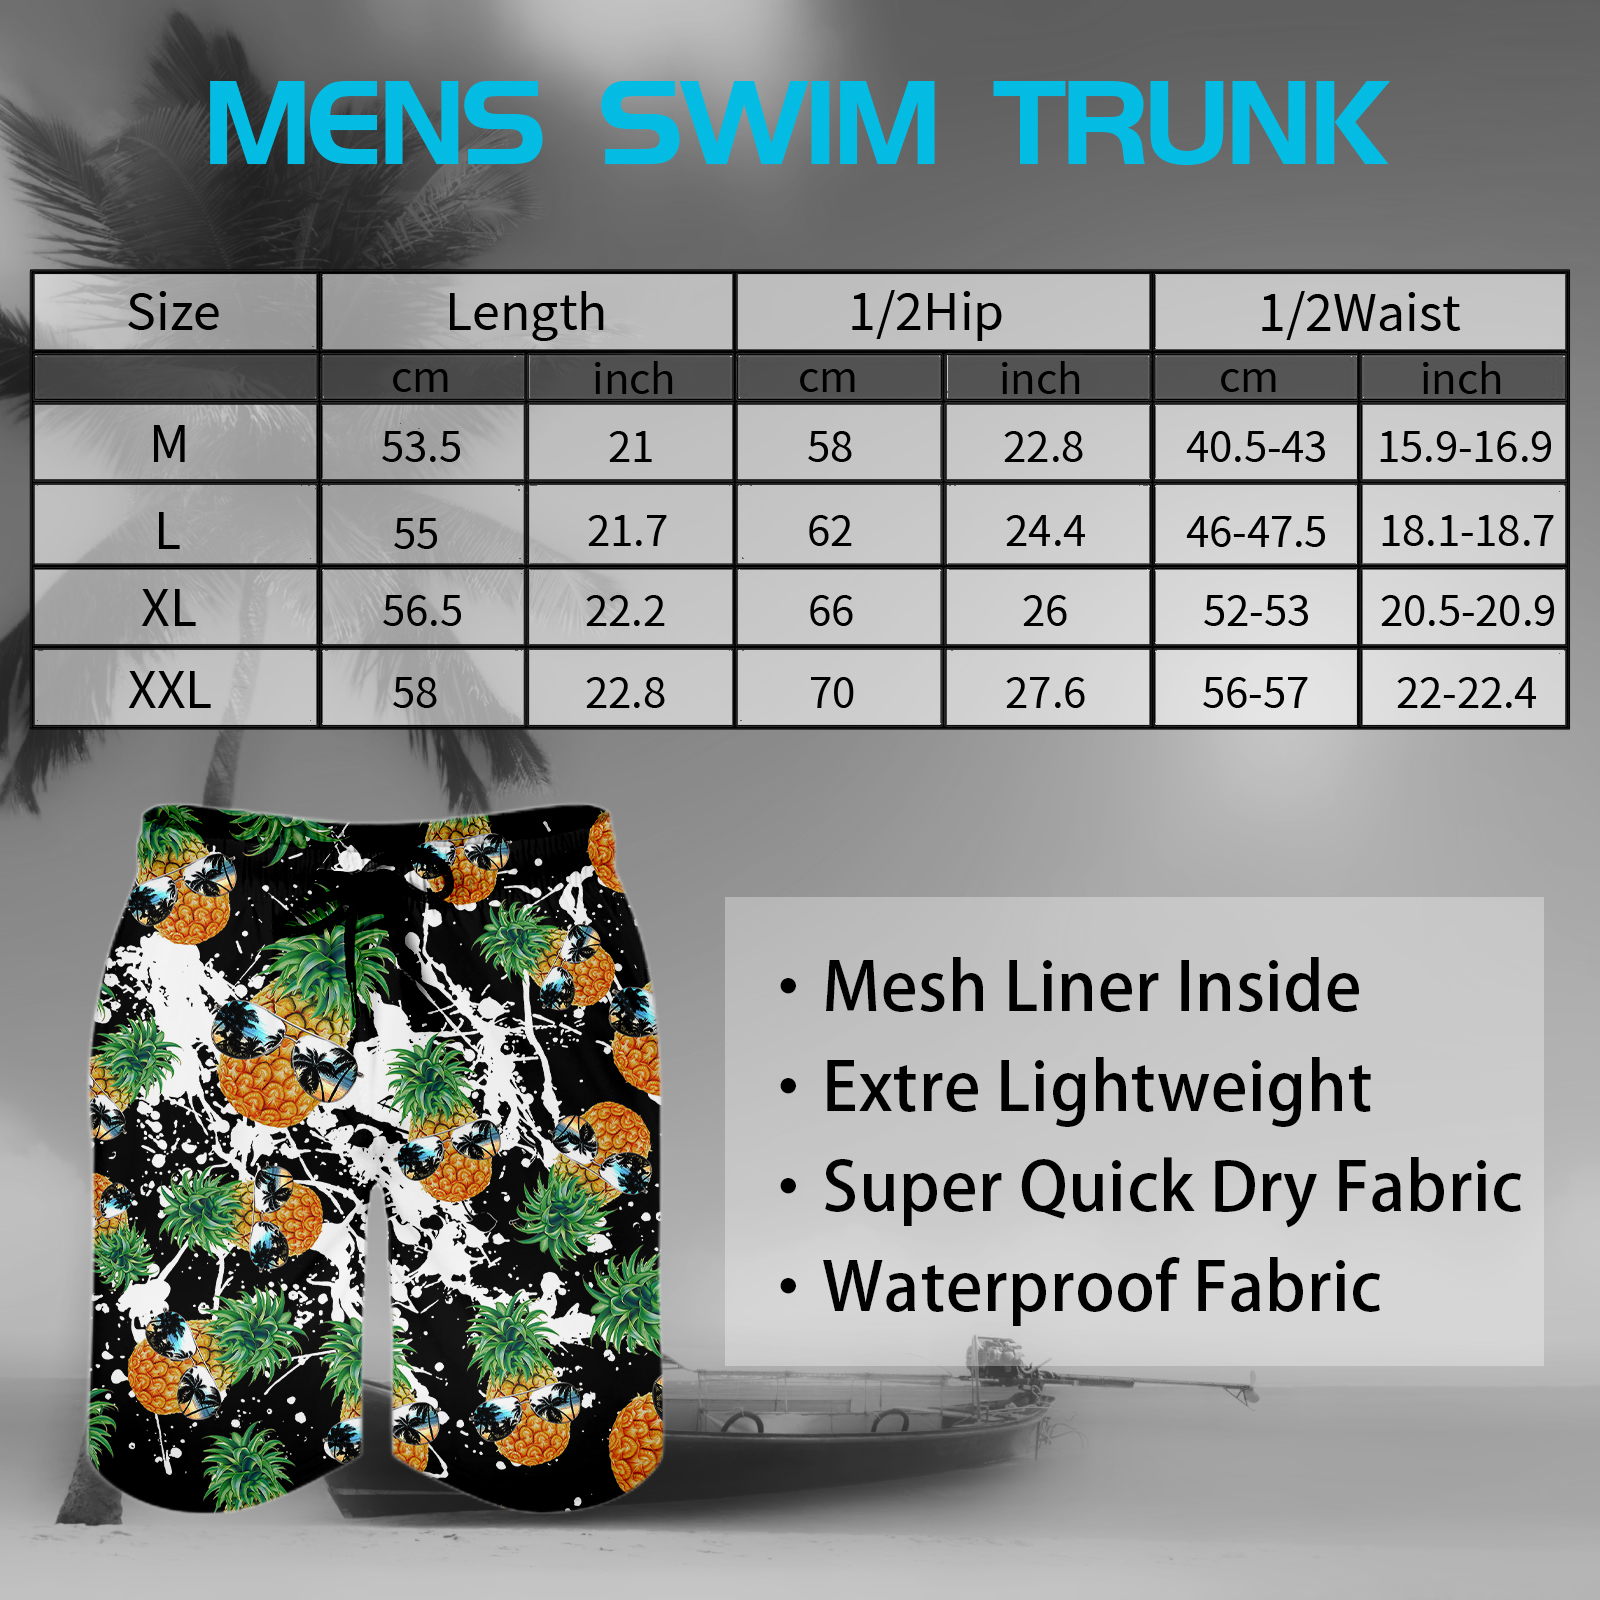 MENS SWIM TRUNK
Size Length 1/2Hip 1/2Waist
cm inch cm inch cm inch
M 53.5 21 58 22.8 40.5-43 15.9-16.9
L 55 21.7 62 24.4 46-47.5 18.1-18.7
XL 56.5 22.2 66 26 52-53 20.5-20.9
XXL 58 22.8 70 27.6 56-57 22-22.4
• Mesh Liner Inside
• Extre Lightweight
• Super Quick Dry Fabric
• Waterproof Fabric